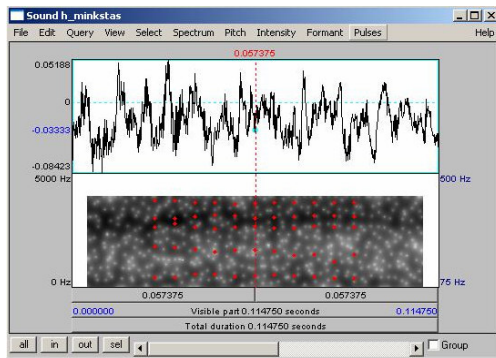 Sound h_minkstas
File Edit Query View Select Spectrum Pitch Intensity Formant Pulses Help
0.057375
0.05188
0
-0.03333
-0.08423
5000 Hz 500 Hz
0 Hz 75 Hz
0.057375 0.057375
0.000000 Visible part 0.114750 seconds 0.114750
Total duration 0.114750 seconds
all in out sel Group